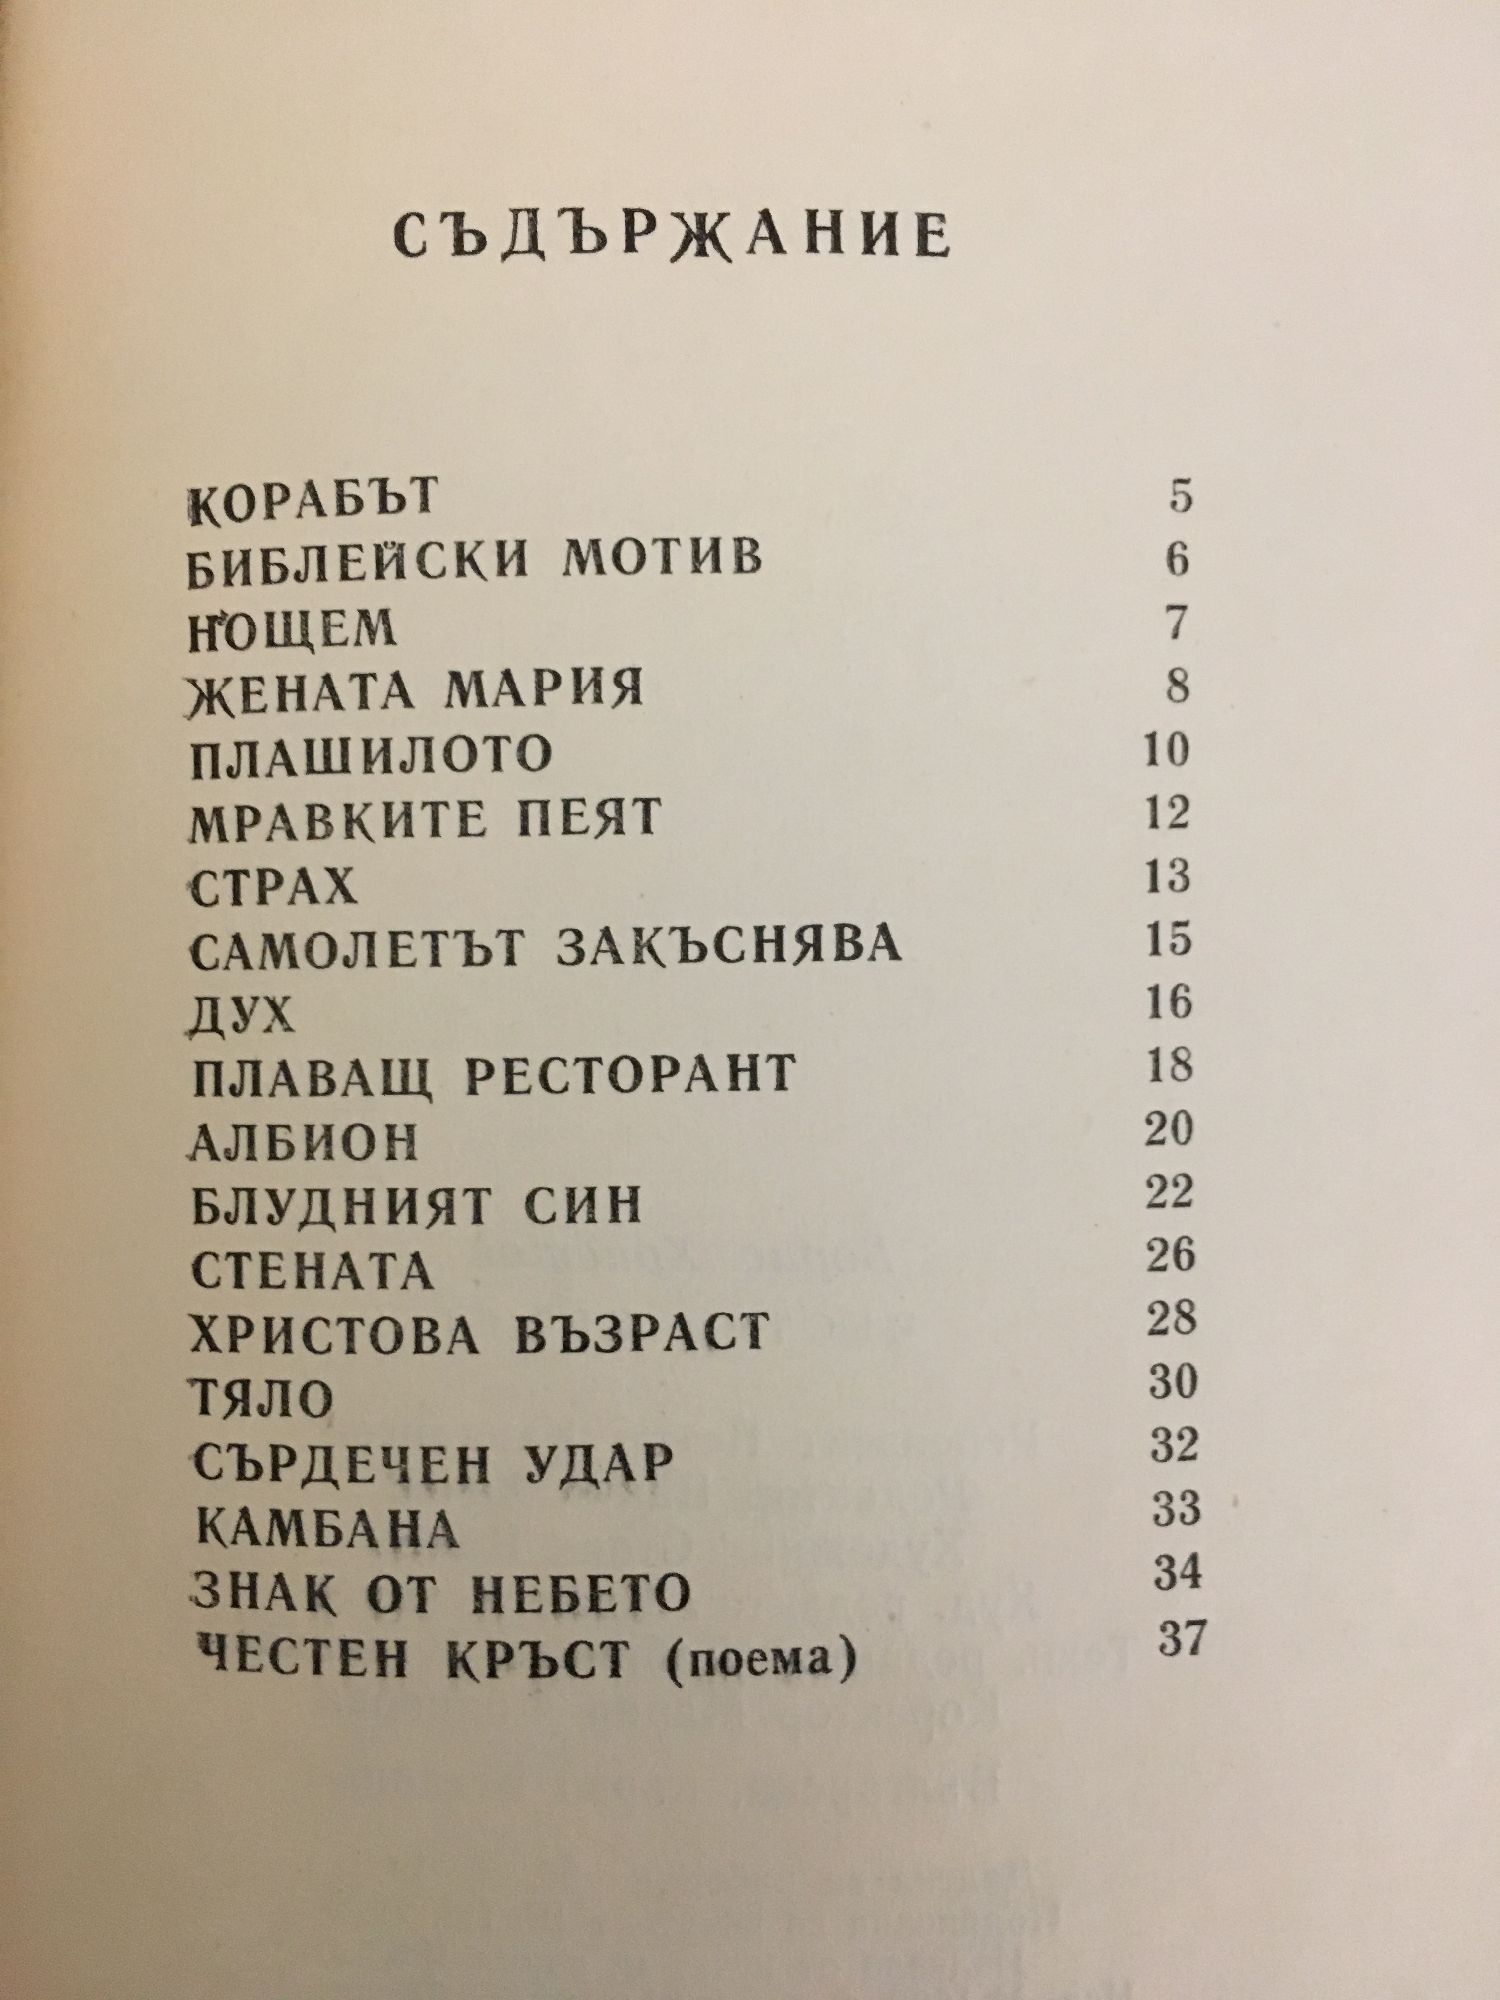 СЪДЪРЖАНИЕ
КОРАБЪТ 5
БИБЛЕЙСКИ МОТИВ 6
НОЩЕМ 7
ЖЕНАТА МАРИЯ 8
ПЛАШИЛОТО 10
МРАВКИТЕ ПЕЯТ 12
СТРАХ 13
САМОЛЕТЪТ ЗАКЪСНЯВА 15
ДУХ 16
ПЛАВАЩ РЕСТОРАНТ 18
АЛБИОН 20
БЛУДНИЯТ СИН 22
СТЕНАТА 26
ХРИСТОВА ВЪЗРАСТ 28
ТЯЛО 30
СЪРДЕЧЕН УДАР 32
КАМБАНА 33
ЗНАК ОТ НЕБЕТО 34
ЧЕСТЕН КРЪСТ (поема) 37